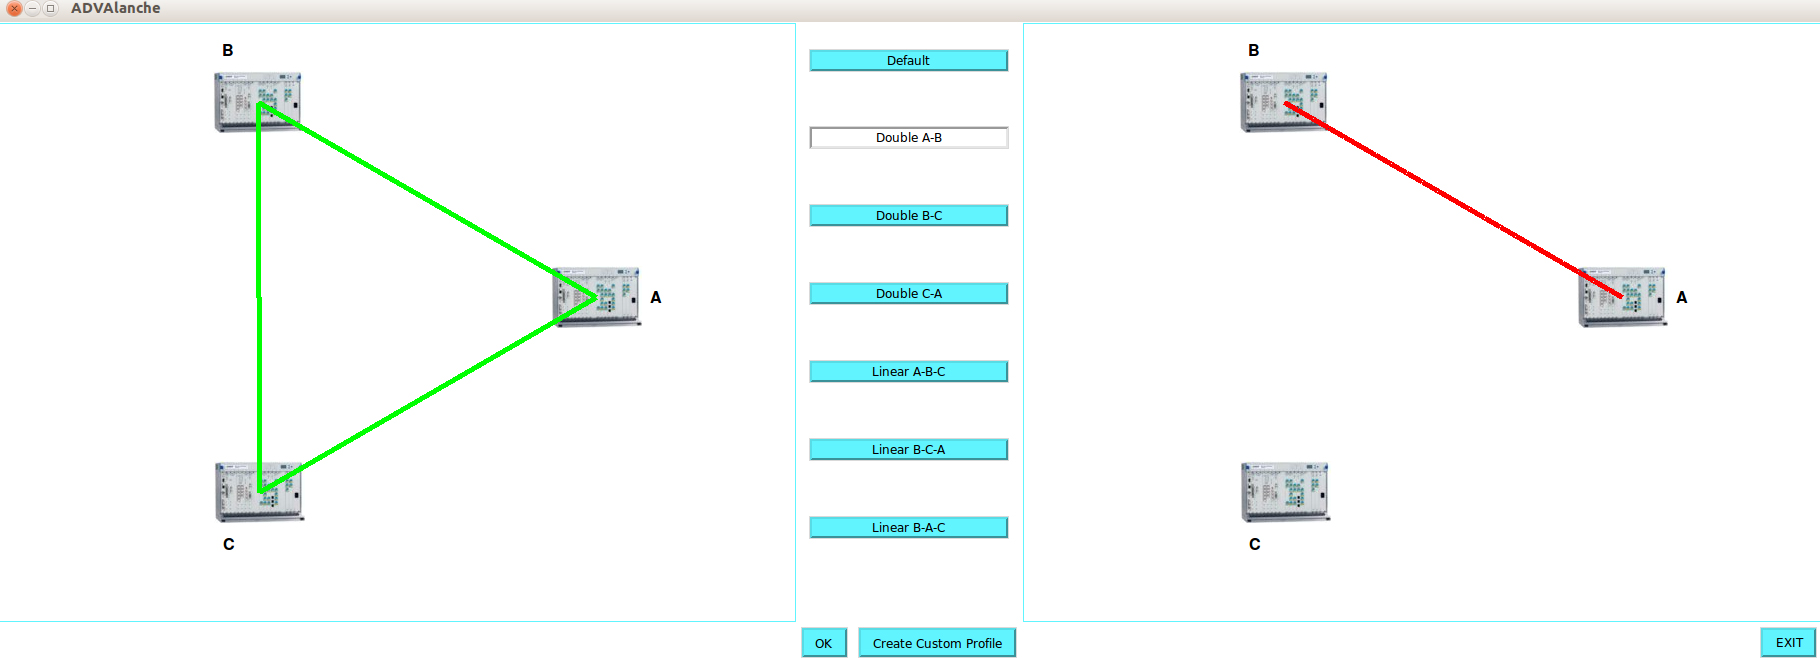 ADVAlanche
B
A
C
Default
Double A-B
Double B-C
Double C-A
Linear A-B-C
Linear B-C-A
Linear B-A-C
B
A
C
OK
Create Custom Profile
EXIT